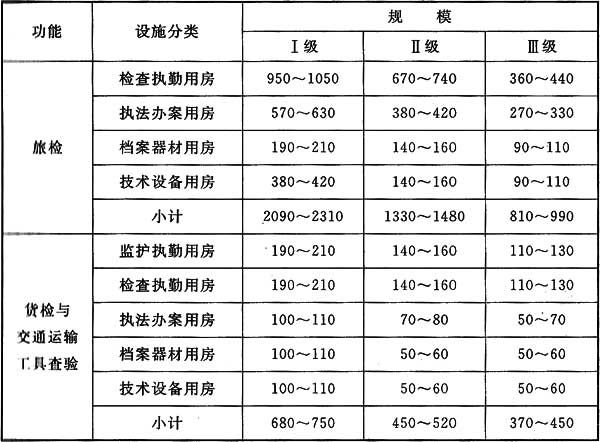 功能 设施分类 规模
Ⅰ级 Ⅱ级 Ⅲ级
旅检
检查执勤用房 950～1050 670～740 360～440
执法办案用房 570～630 380～420 270～330
档案器材用房 190～210 140～160 90～110
技术设备用房 380～420 140～160 90～110
小计 2090～2310 1330～1480 810～990
货检与
交通运输
工具查验
监护执勤用房 190～210 140～160 110～130
检查执勤用房 190～210 140～160 110～130
执法办案用房 100～110 70～80 50～70
档案器材用房 100～110 50～60 50～60
技术设备用房 100～110 50～60 50～60
小计 680～750 450～520 370～450